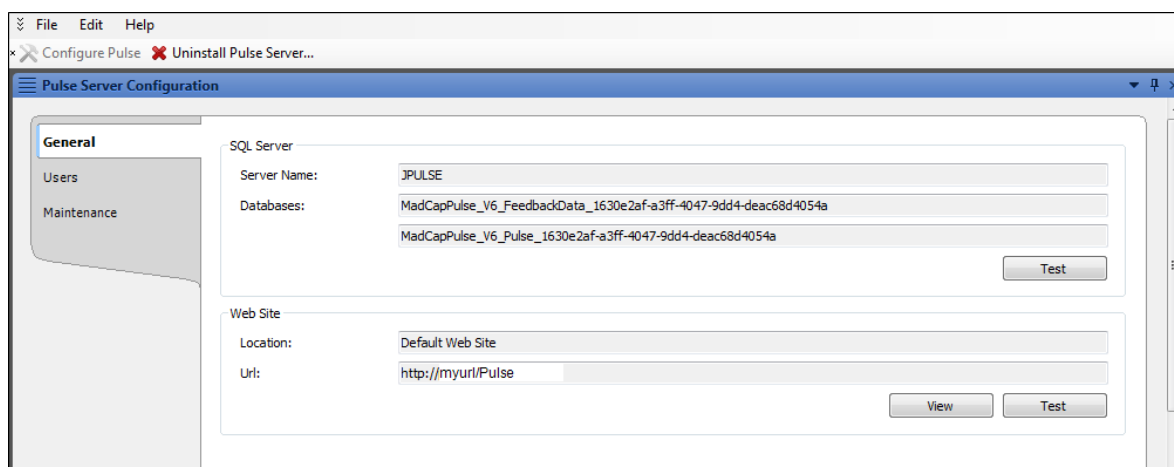 File Edit Help
Configure Pulse Uninstall Pulse Server...
Pulse Server Configuration
General
Users
Maintenance
SQL Server
Server Name: JPULSE
Databases: MadCapPulse_V6_FeedbackData_1630e2af-a3ff-4047-9dd4-deac68d4054a
MadCapPulse_V6_Pulse_1630e2af-a3ff-4047-9dd4-deac68d4054a
Test
Web Site
Location: Default Web Site
Url: http://myurl/Pulse
View Test